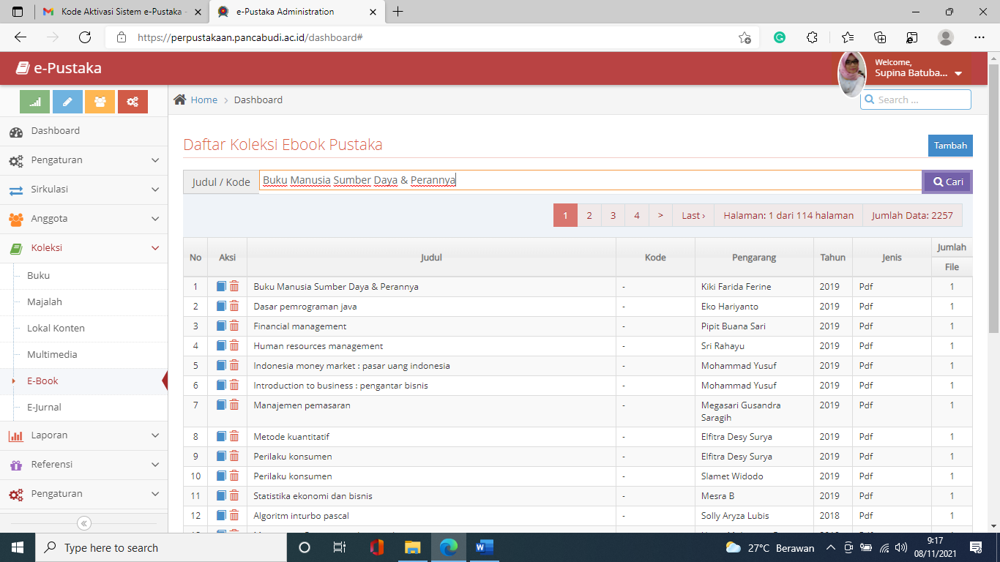 Kode Aktivasi Sistem e-Pustaka -
e-Pustaka Administration
https://perpustakaan.pancabudi.ac.id/dashboard#
e-Pustaka
Welcome,
Supina Batuba...
Home > Dashboard
Search ...
Dashboard
Pengaturan
Sirkulasi
Anggota
Koleksi
Buku
Majalah
Lokal Konten
Multimedia
E-Book
E-Jurnal
Laporan
Referensi
Pengaturan
Daftar Koleksi Ebook Pustaka
Tambah
Judul / Kode Buku Manusia Sumber Daya & Perannya Cari
1 2 3 4 > Last › Halaman: 1 dari 114 halaman Jumlah Data: 2257
No Aksi Judul Kode Pengarang Tahun Jenis Jumlah
File
1 Buku Manusia Sumber Daya & Perannya - Kiki Farida Ferine 2019 Pdf 1
2 Dasar pemrograman java - Eko Hariyanto 2019 Pdf 1
3 Financial management - Pipit Buana Sari 2019 Pdf 1
4 Human resources management - Sri Rahayu 2019 Pdf 1
5 Indonesia money market : pasar uang indonesia - Mohammad Yusuf 2019 Pdf 1
6 Introduction to business : pengantar bisnis - Mohammad Yusuf 2019 Pdf 1
7 Manajemen pemasaran - Megasari Gusandra 2019 Pdf 1
Saragih
8 Metode kuantitatif - Elfitra Desy Surya 2019 Pdf 1
9 Perilaku konsumen - Elfitra Desy Surya 2019 Pdf 1
10 Perilaku konsumen - Slamet Widodo 2019 Pdf 1
11 Statistika ekonomi dan bisnis - Mesra B 2019 Pdf 1
12 Algoritm inturbo pascal - Solly Aryza Lubis 2018 Pdf 1
Type here to search
27°C Berawan
9:17
08/11/2021